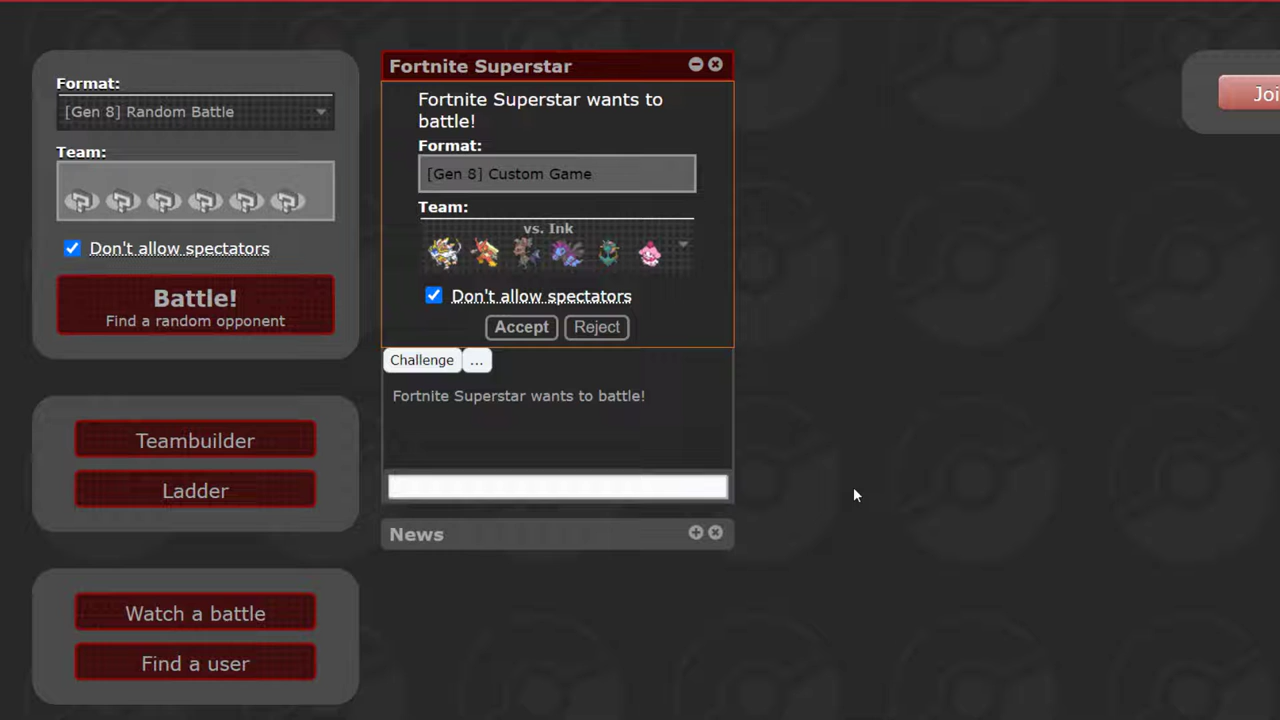 Format:
[Gen 8] Random Battle
Team:
Don't allow spectators
Battle!
Find a random opponent
Teambuilder
Ladder
Watch a battle
Find a user
Fortnite Superstar
Fortnite Superstar wants to
battle!
Format:
[Gen 8] Custom Game
Team:
vs. Ink
Don't allow spectators
Accept Reject
Challenge ...
Fortnite Superstar wants to battle!
News
Joi